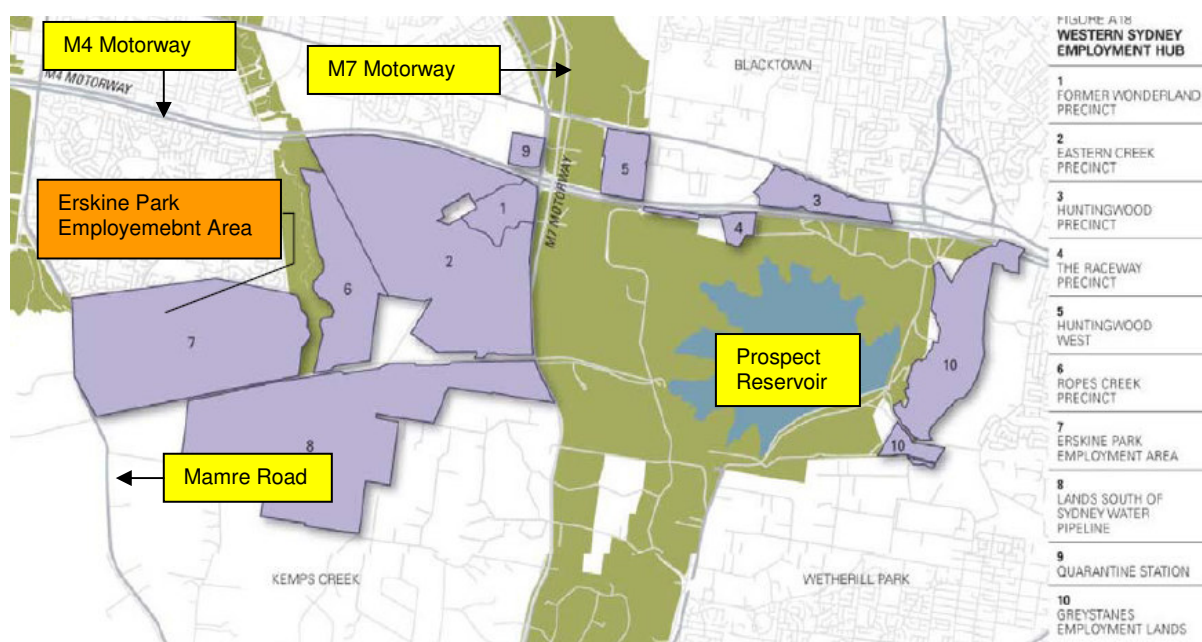 M4 Motorway
M7 Motorway
M4 MOTORWAY
BLACKTOWN
9
5
M7 MOTORWAY
3
1
4
Erskine Park
Employemebnt Area
2
6
7
Prospect
Reservoir
10
10
8
Mamre Road
KEMPS CREEK
WETHERILL PARK
FIGURE A18
WESTERN SYDNEY
EMPLOYMENT HUB
1
FORMER WONDERLAND
PRECINCT
2
EASTERN CREEK
PRECINCT
3
HUNTINGWOOD
PRECINCT
4
THE RACEWAY
PRECINCT
5
HUNTINGWOOD
WEST
6
ROPES CREEK
PRECINCT
7
ERSKINE PARK
EMPLOYMENT AREA
8
LANDS SOUTH OF
SYDNEY WATER
PIPELINE
9
QUARANTINE STATION
10
GREYSTANES
EMPLOYMENT LANDS